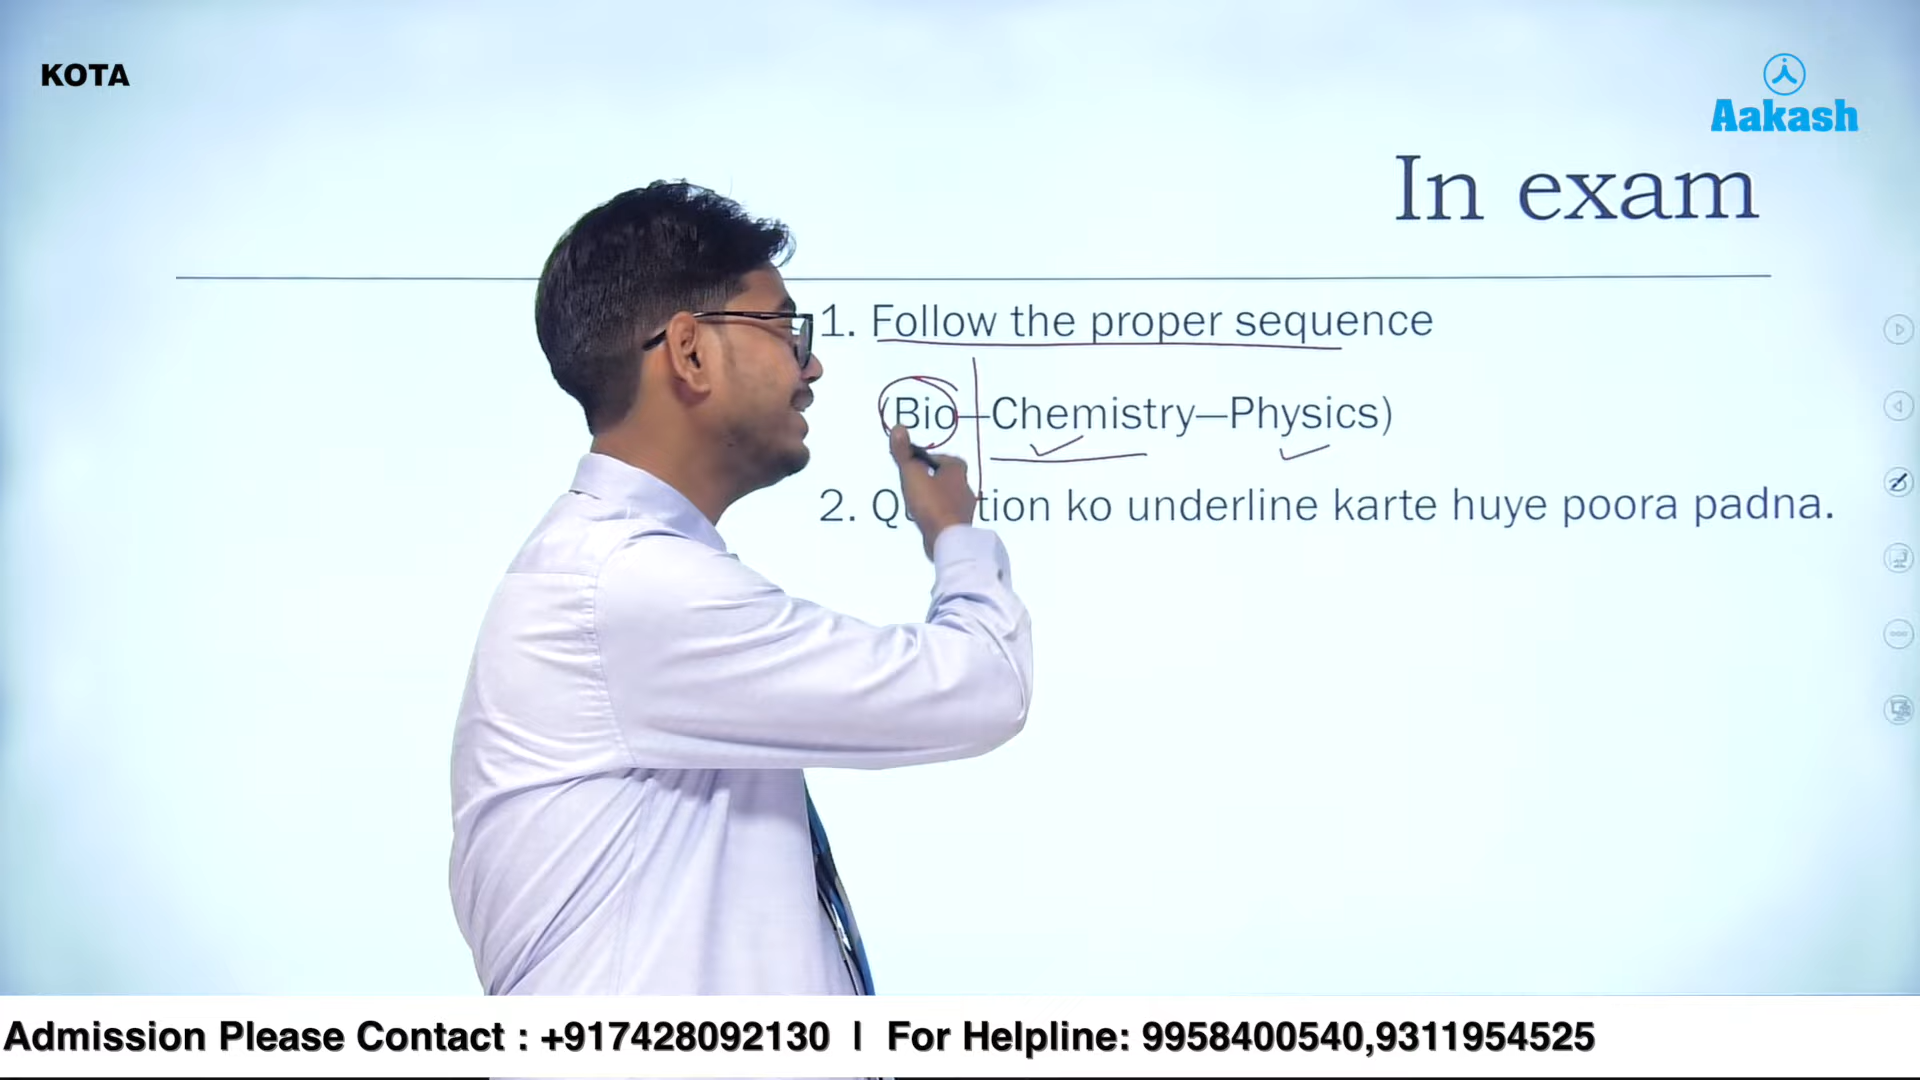 KOTA
Aakash
In exam
1. Follow the proper sequence
(Bio—Chemistry—Physics)
2. ko underline karte huye poora padna.
Admission Please Contact : +917428092130 | For Helpline: 9958400540,9311954525